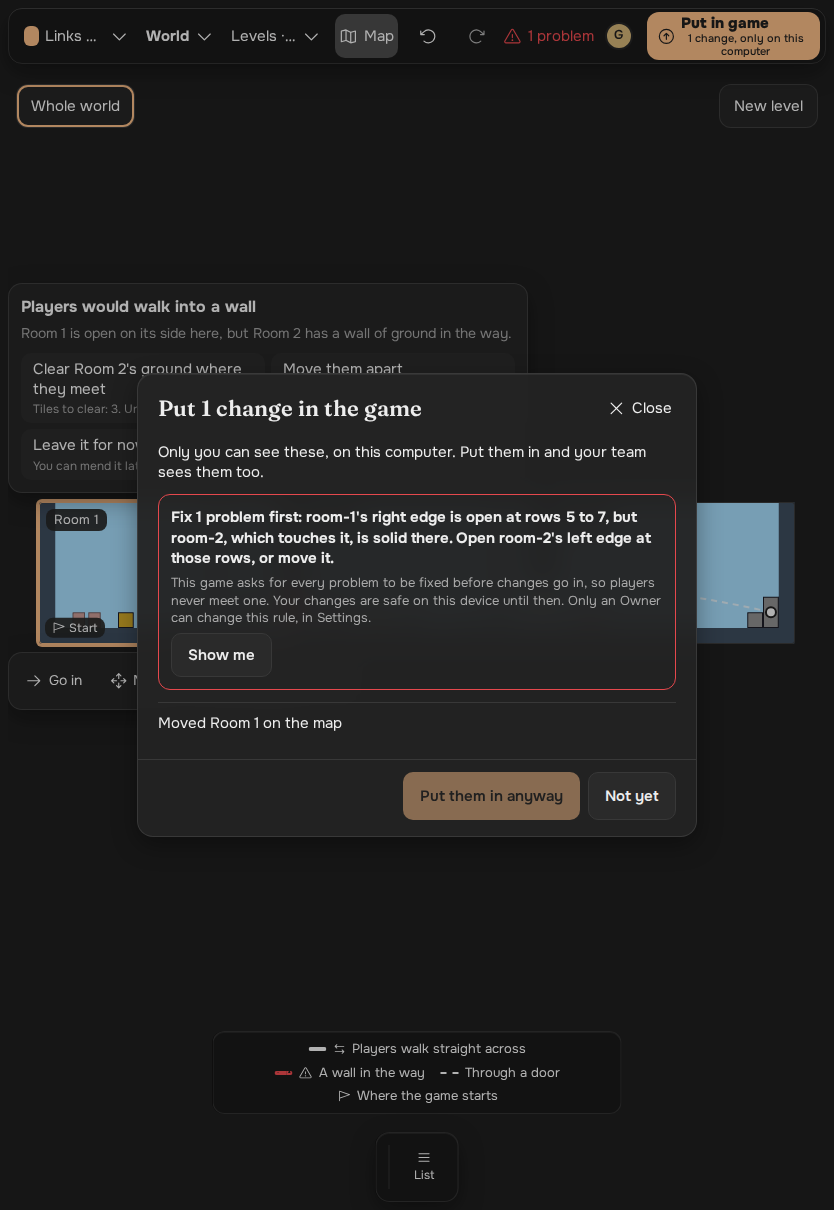 Links ...
World
Levels ·...
Map
1 problem
G
Put in game
1 change, only on this
computer
Whole world
New level
Players would walk into a wall
Room 1 is open on its side here, but Room 2 has a wall of ground in the way.
Clear Room 2's ground where
they meet
Tiles to clear: 3.
Move them apart
Leave it for
You can mend it
Put 1 change in the game
Close
Only you can see these, on this computer. Put them in and your team
sees them too.
Fix 1 problem first: room-1's right edge is open at rows 5 to 7, but
room-2, which touches it, is solid there. Open room-2's left edge at
those rows, or move it.
This game asks for every problem to be fixed before changes go in, so players
never meet one. Your changes are safe on this device until then. Only an Owner
can change this rule, in Settings.
Show me
Moved Room 1 on the map
Put them in anyway
Not yet
Room 1
Start
Go in
Players walk straight across
A wall in the way
Through a door
Where the game starts
List